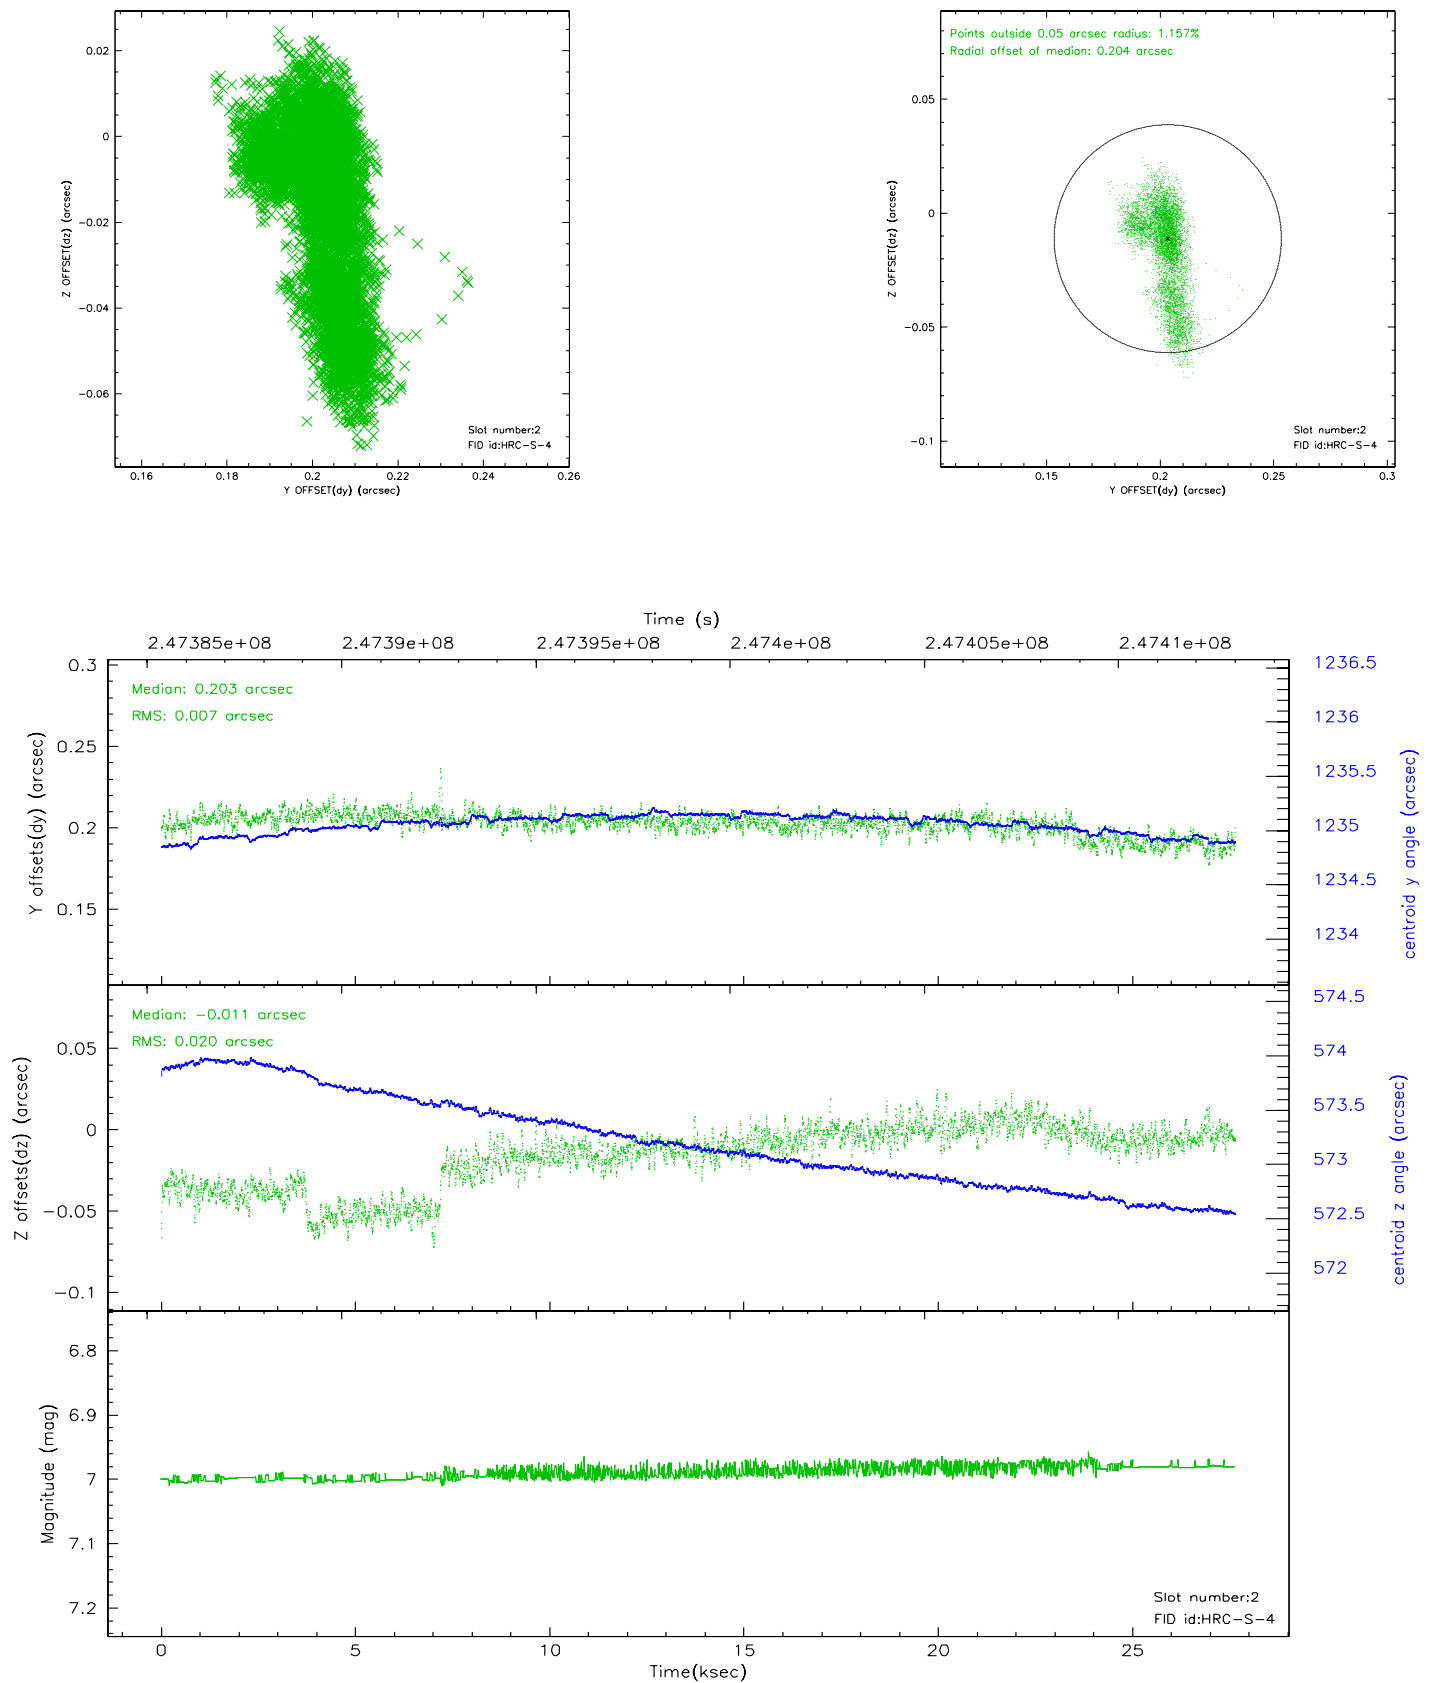 0.02
0
−0.02
−0.04
−0.06
Z OFFSET(dz) (arcsec)
Slot number:2
FID id:HRC−S−4
0.16 0.18 0.2 0.22 0.24 0.26
Y OFFSET(dy) (arcsec)
Points outside 0.05 arcsec radius: 1.157%
Radial offset of median: 0.204 arcsec
0.05
0
−0.05
−0.1
Z OFFSET(dz) (arcsec)
Slot number:2
FID id:HRC−S−4
0.15 0.2 0.25 0.3
Y OFFSET(dy) (arcsec)
Time (s)
2.47385e+08 2.4739e+08 2.47395e+08 2.474e+08 2.47405e+08 2.4741e+08
0.3
0.25
0.2
0.15
Y offsets(dy) (arcsec)
Median: 0.203 arcsec
RMS: 0.007 arcsec
1236.5
1236
1235.5
1235
1234.5
1234
centroid y angle (arcsec)
0.05
0
−0.05
−0.1
Z offsets(dz) (arcsec)
Median: −0.011 arcsec
RMS: 0.020 arcsec
574.5
574
573.5
573
572.5
572
centroid z angle (arcsec)
6.8
6.9
7
7.1
7.2
Magnitude (mag)
Slot number:2
FID id:HRC−S−4
0 5 10 15 20 25
Time(ksec)